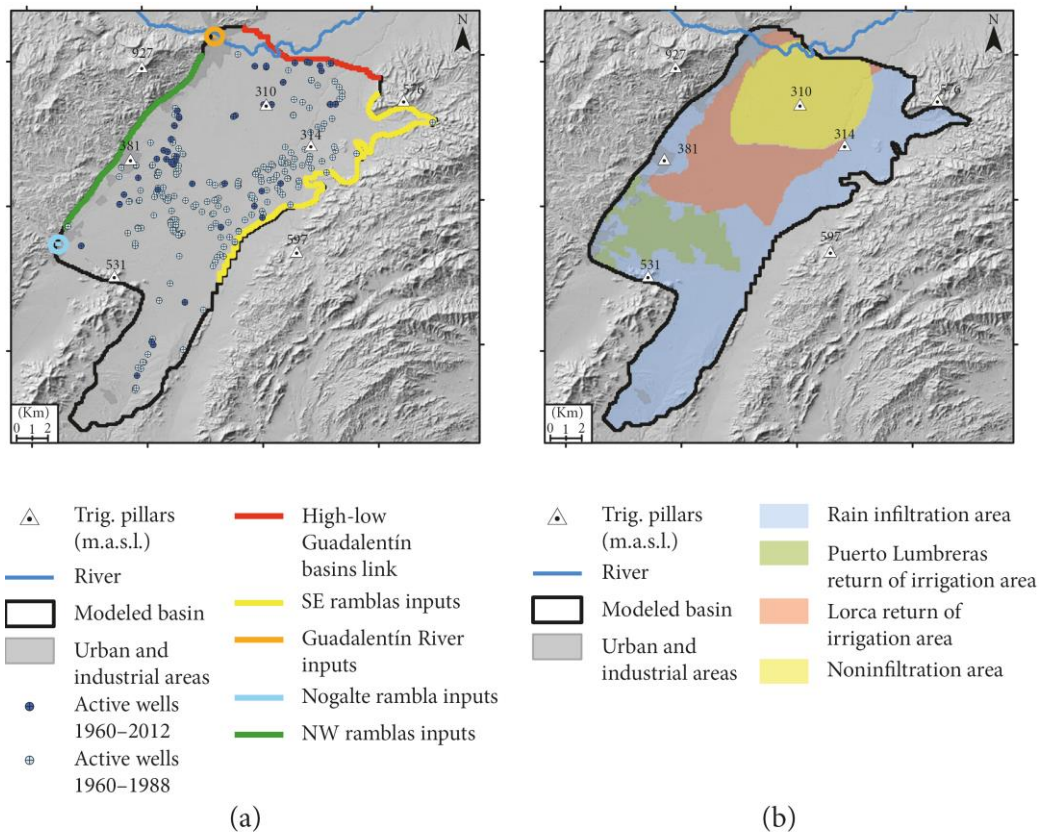 N
927
576
310
314
381
597
531
(Km)
0 1 2
N
927
576
310
314
381
597
531
(Km)
0 1 2
Trig. pillars
(m.a.s.l.)
River
Modeled basin
Urban and
industrial areas
Active wells
1960–2012
Active wells
1960–1988
High-low
Guadalentín
basins link
SE ramblas inputs
Guadalentín River
inputs
Nogalte rambla inputs
NW ramblas inputs
(a)
Trig. pillars
(m.a.s.l.)
River
Modeled basin
Urban and
industrial areas
Rain infiltration area
Puerto Lumbreras
return of irrigation area
Lorca return of
irrigation area
Noninfiltration area
(b)